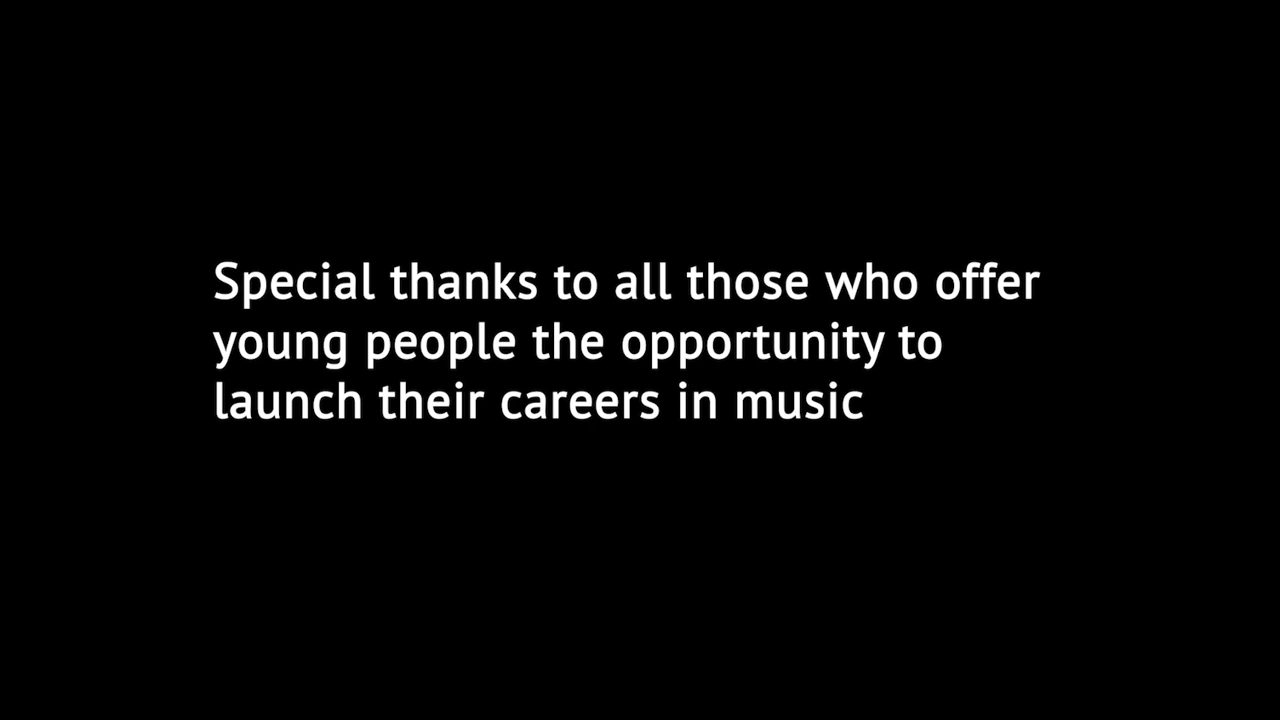 Special thanks to all those who offer
young people the opportunity to
launch their careers in music